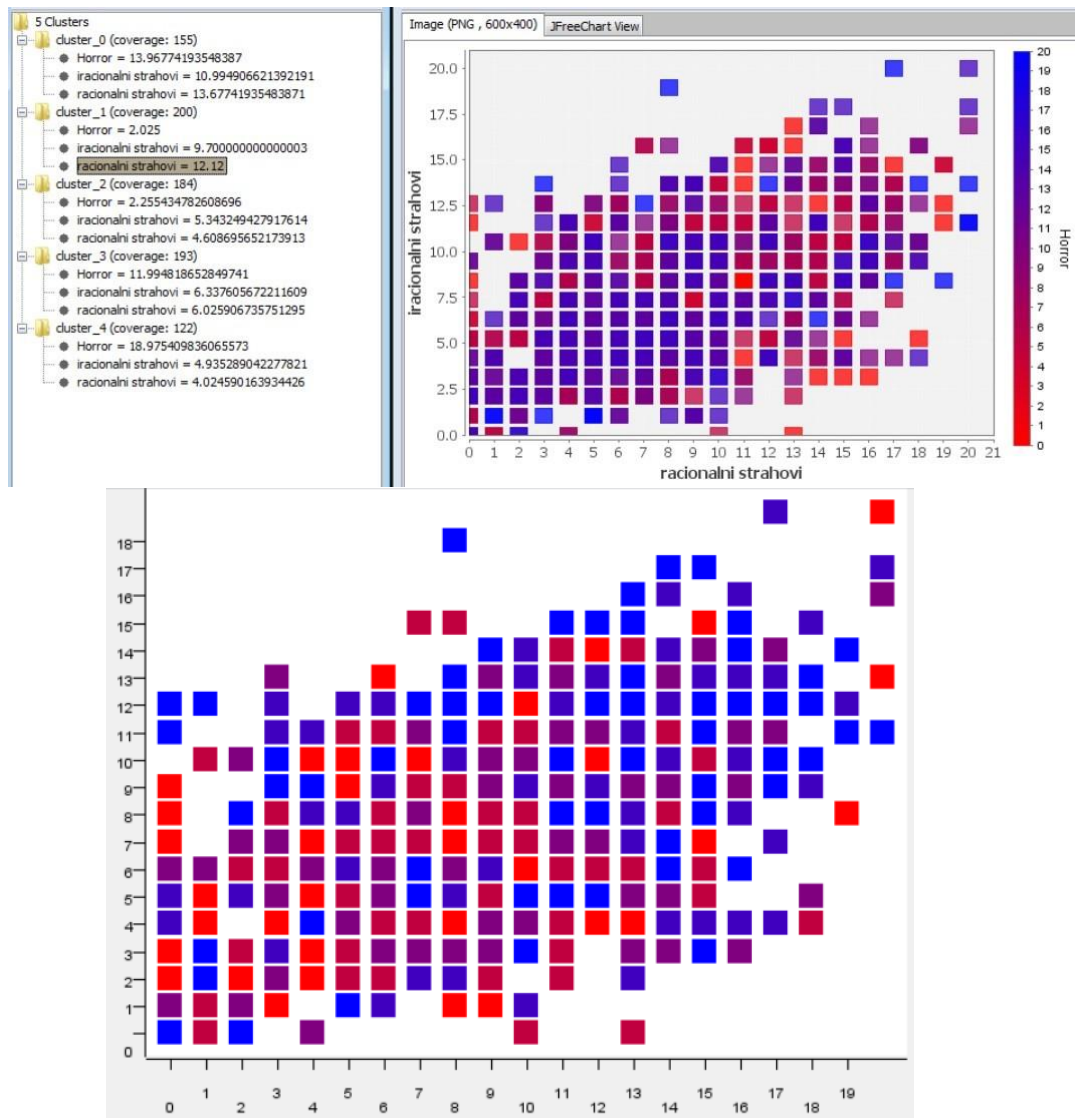 5 Clusters
cluster_0 (coverage: 155)
Horror = 13.96774193548387
iracionalni strahovi = 10.994906621392191
racionalni strahovi = 13.67741935483871
cluster_1 (coverage: 200)
Horror = 2.025
iracionalni strahovi = 9.700000000000003
racionalni strahovi = 12.12
cluster_2 (coverage: 184)
Horror = 2.255434782608696
iracionalni strahovi = 5.343249427917614
racionalni strahovi = 4.608695652173913
cluster_3 (coverage: 193)
Horror = 11.994818652849741
iracionalni strahovi = 6.337605672211609
racionalni strahovi = 6.025906735751295
cluster_4 (coverage: 122)
Horror = 18.975409836065573
iracionalni strahovi = 4.935289042277821
racionalni strahovi = 4.024590163934426
Image (PNG , 600x400) JFreeChart View
20.0
17.5
15.0
12.5
10.0
7.5
5.0
2.5
0.0
iracionalni strahovi
0 1 2 3 4 5 6 7 8 9 10 11 12 13 14 15 16 17 18 19 20 21
racionalni strahovi
20
19
18
17
16
15
14
13
12
11
10
9
8
7
6
5
4
3
2
1
0
Horror
18
17
16
15
14
13
12
11
10
9
8
7
6
5
4
3
2
1
0
1 3 5 7 9 11 13 15 17 19
0 2 4 6 8 10 12 14 16 18